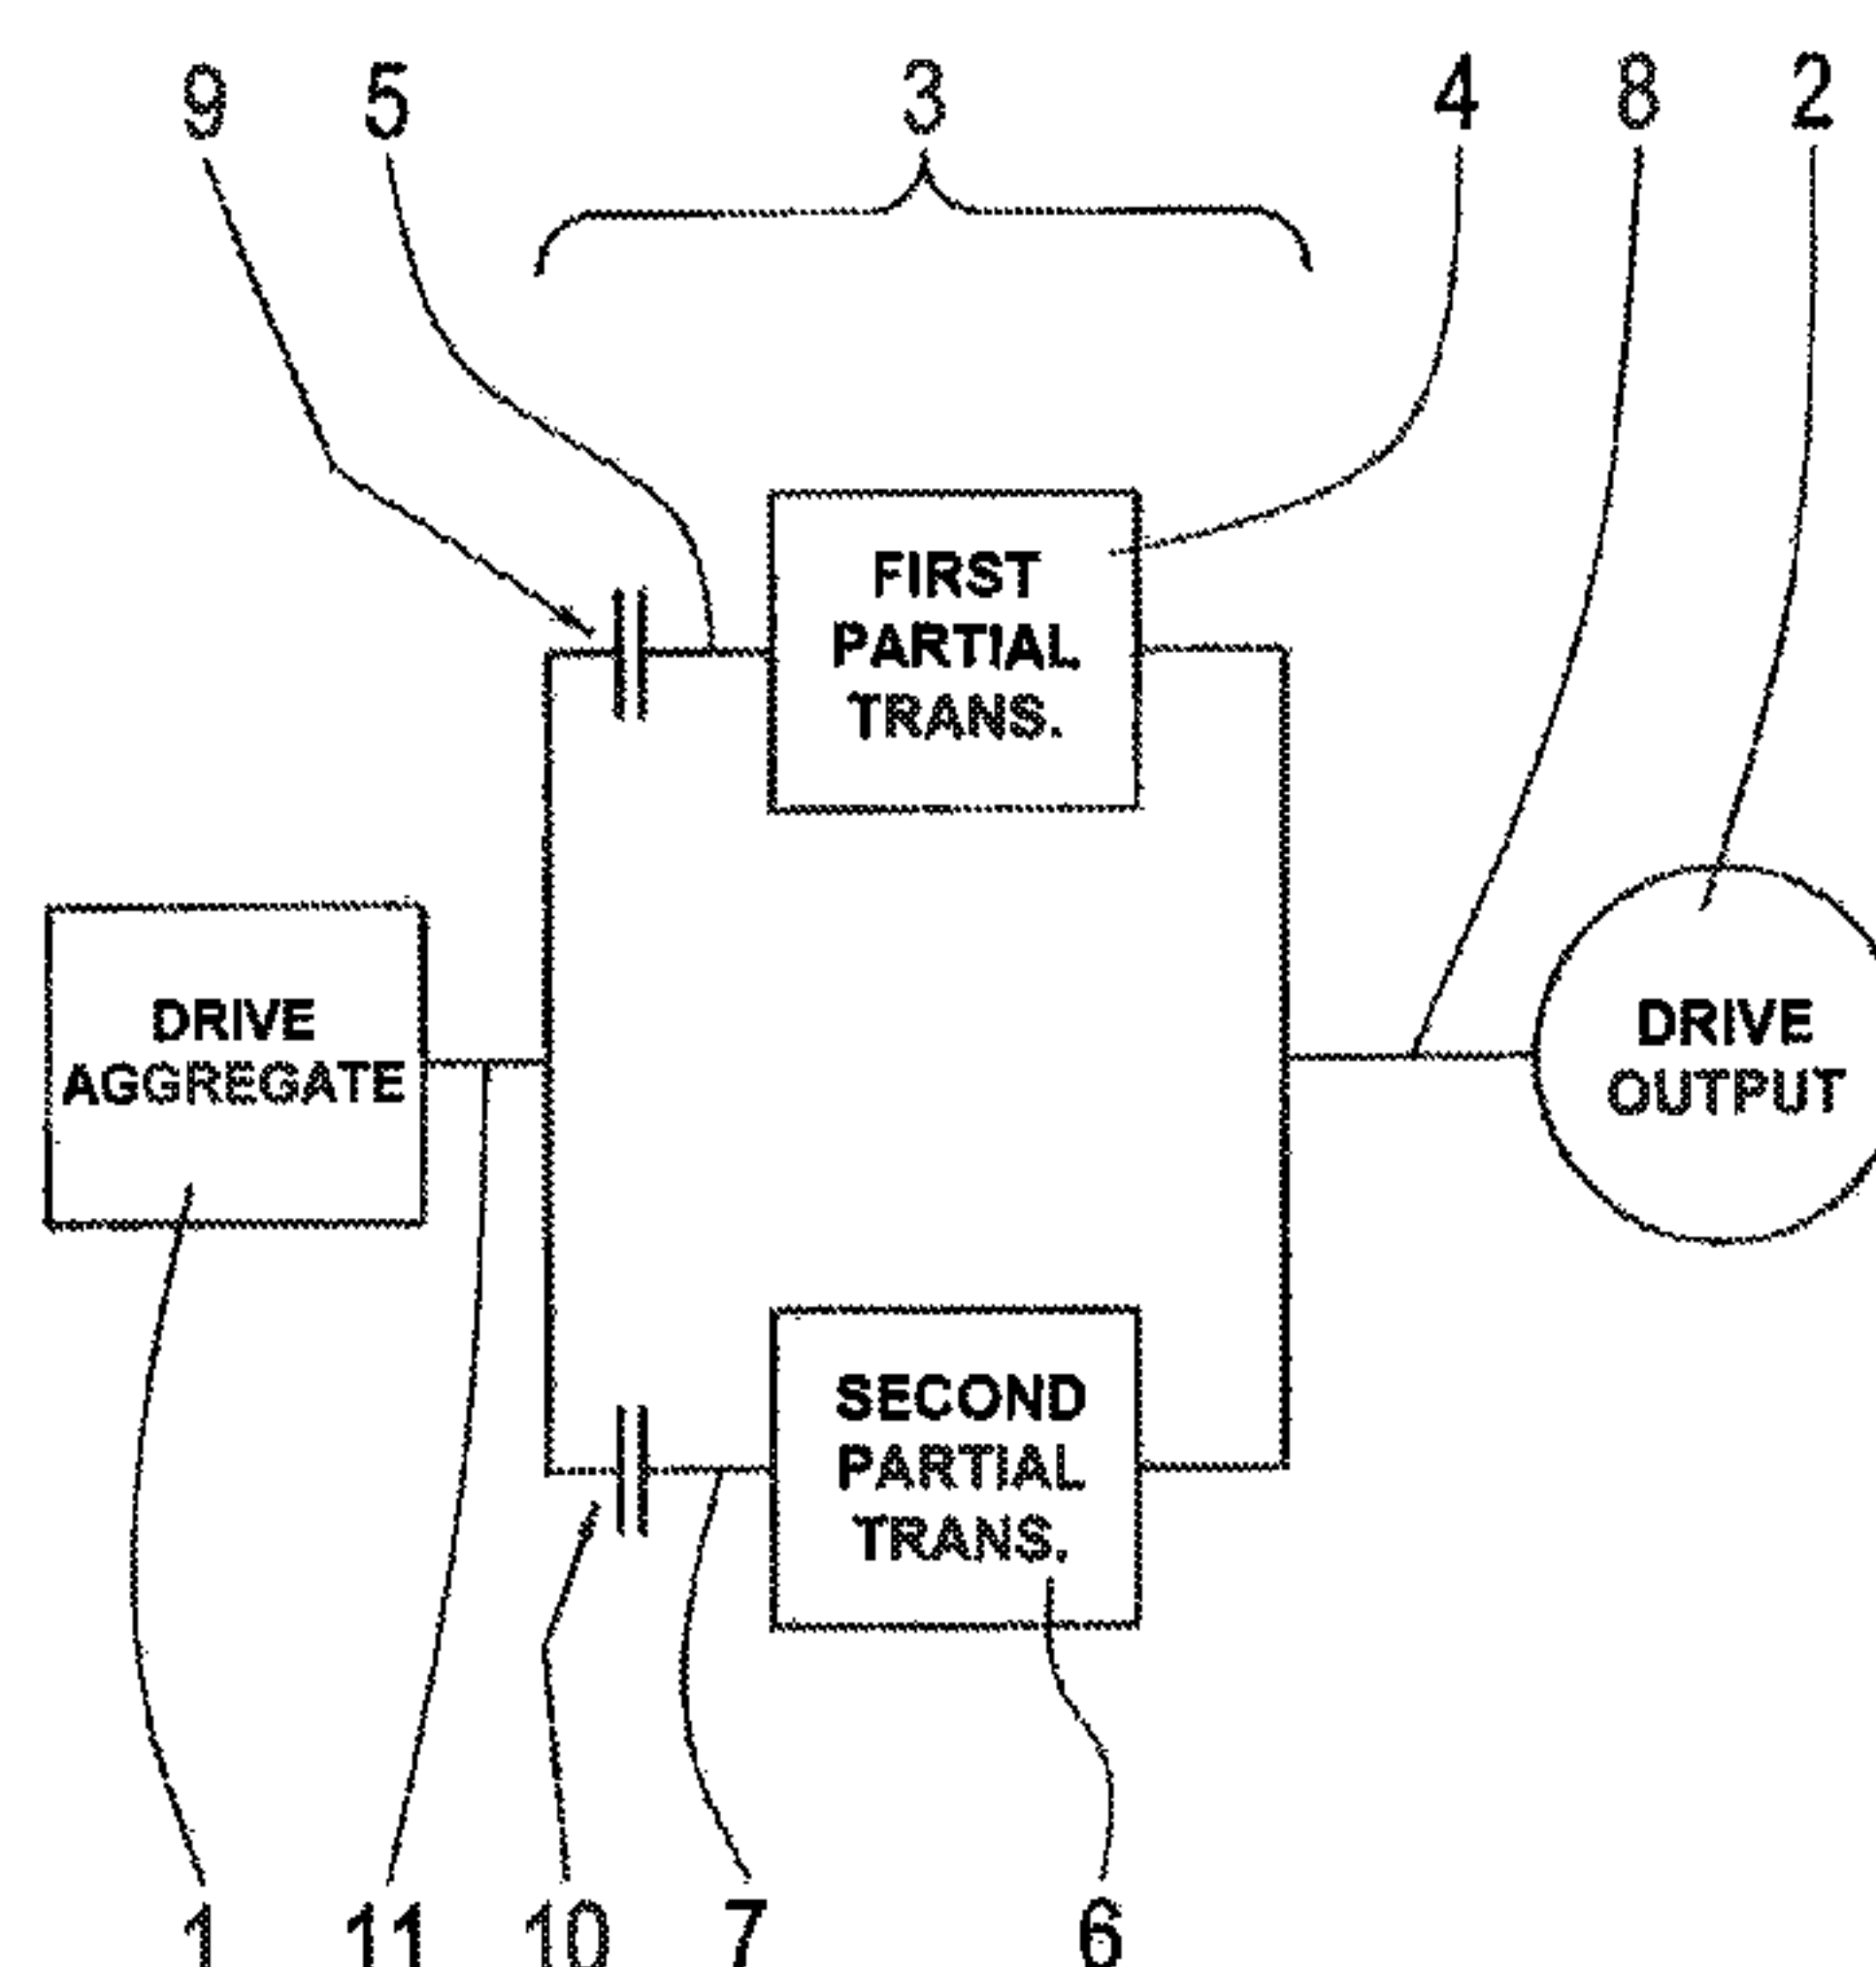 9 5 3 4 8 2
FIRST
PARTIAL
TRANS.
DRIVE
AGGREGATE
DRIVE
OUTPUT
SECOND
PARTIAL
TRANS.
1 11 10 7 6